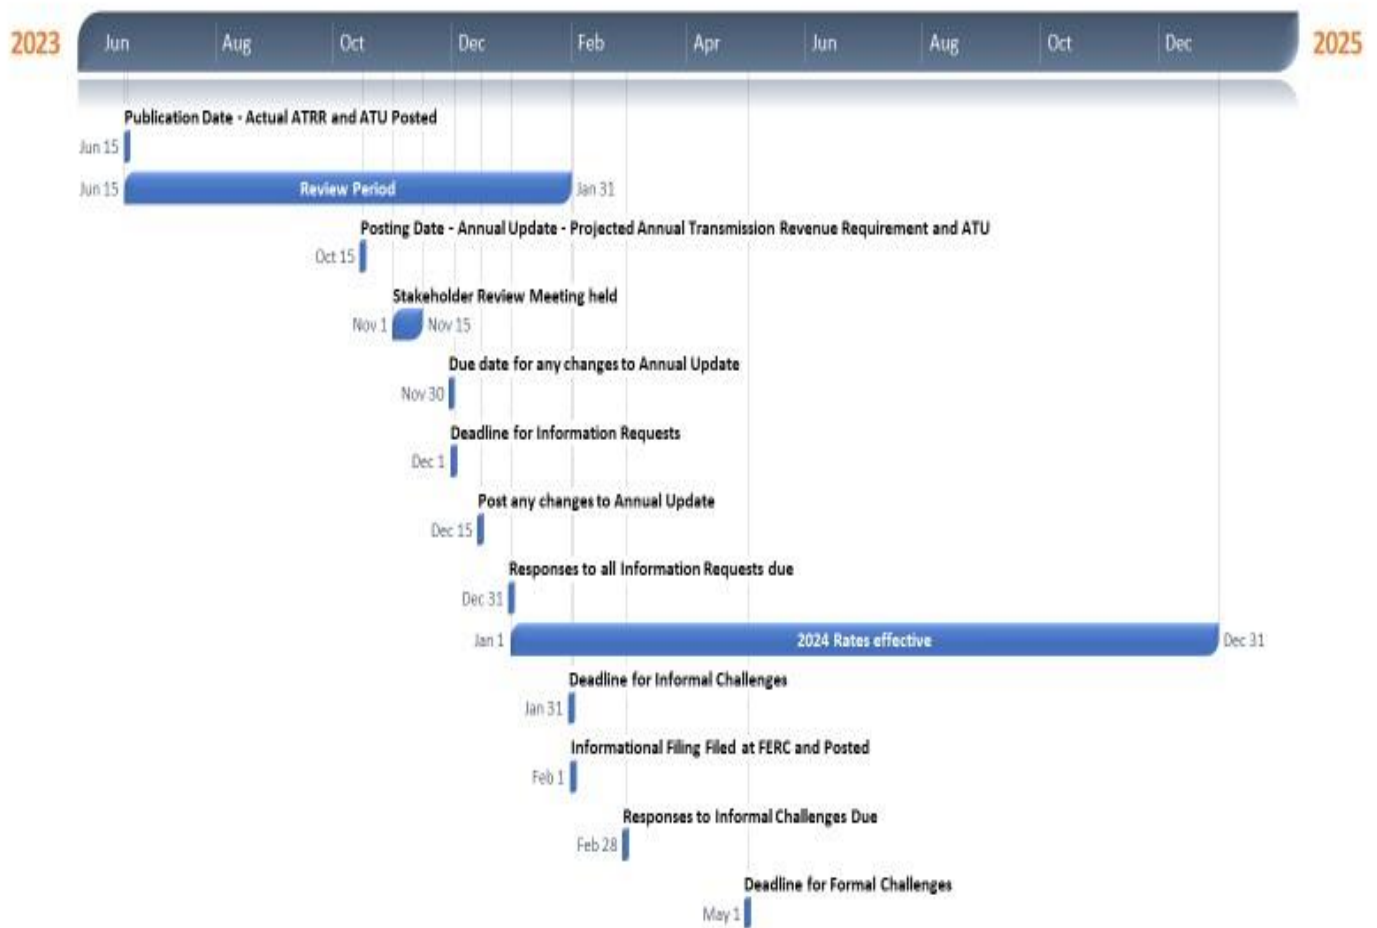 2023 Jun Aug Oct Dec Feb Apr Jun Aug Oct Dec 2025
Publication Date - Actual ATRR and ATU Posted
Jun 15
Jun 15 Review Period Jan 31
Posting Date - Annual Update - Projected Annual Transmission Revenue Requirement and ATU
Oct 15
Stakeholder Review Meeting held
Nov 1 Nov 15
Due date for any changes to Annual Update
Nov 30
Deadline for Information Requests
Dec 1
Post any changes to Annual Update
Dec 15
Responses to all Information Requests due
Dec 31
Jan 1 2024 Rates effective Dec 31
Deadline for Informal Challenges
Jan 31
Informational Filing Filed at FERC and Posted
Feb 1
Responses to Informal Challenges Due
Feb 28
Deadline for Formal Challenges
May 1